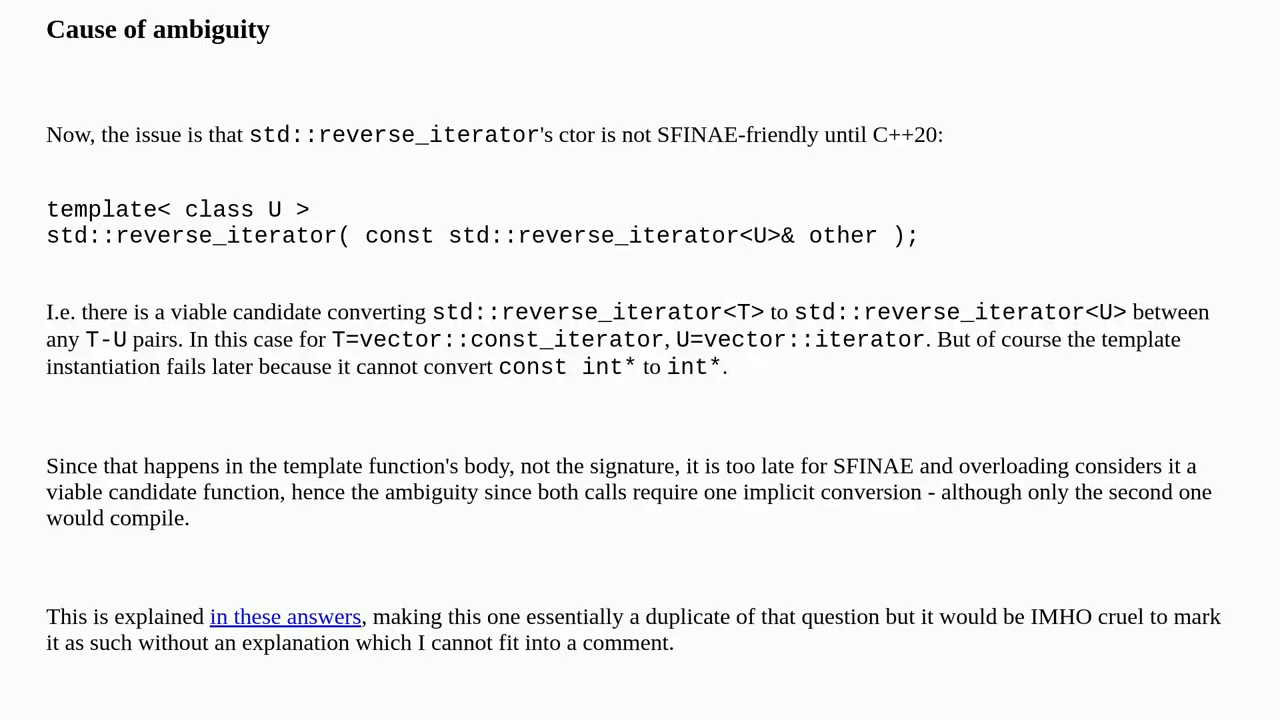 Cause of ambiguity
Now, the issue is that std::reverse_iterator's ctor is not SFINAE-friendly until C++20:
template< class U >
std::reverse_iterator( const std::reverse_iterator<U>& other );
I.e. there is a viable candidate converting std::reverse_iterator<T> to std::reverse_iterator<U> between
any T-U pairs. In this case for T=vector::const_iterator, U=vector::iterator. But of course the template
instantiation fails later because it cannot convert const int* to int*.
Since that happens in the template function's body, not the signature, it is too late for SFINAE and overloading considers it a
viable candidate function, hence the ambiguity since both calls require one implicit conversion - although only the second one
would compile.
This is explained in these answers, making this one essentially a duplicate of that question but it would be IMHO cruel to mark
it as such without an explanation which I cannot fit into a comment.